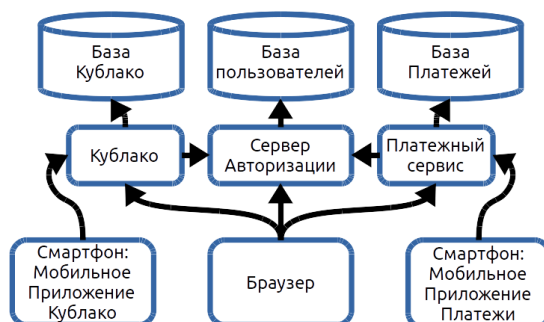 База
Кублако
База
пользователей
База
Платежей
Кублако
Сервер
Авторизации
Платежный
сервис
Смартфон:
Мобильное
Приложение
Кублако
Браузер
Смартфон:
Мобильное
Приложение
Платежи